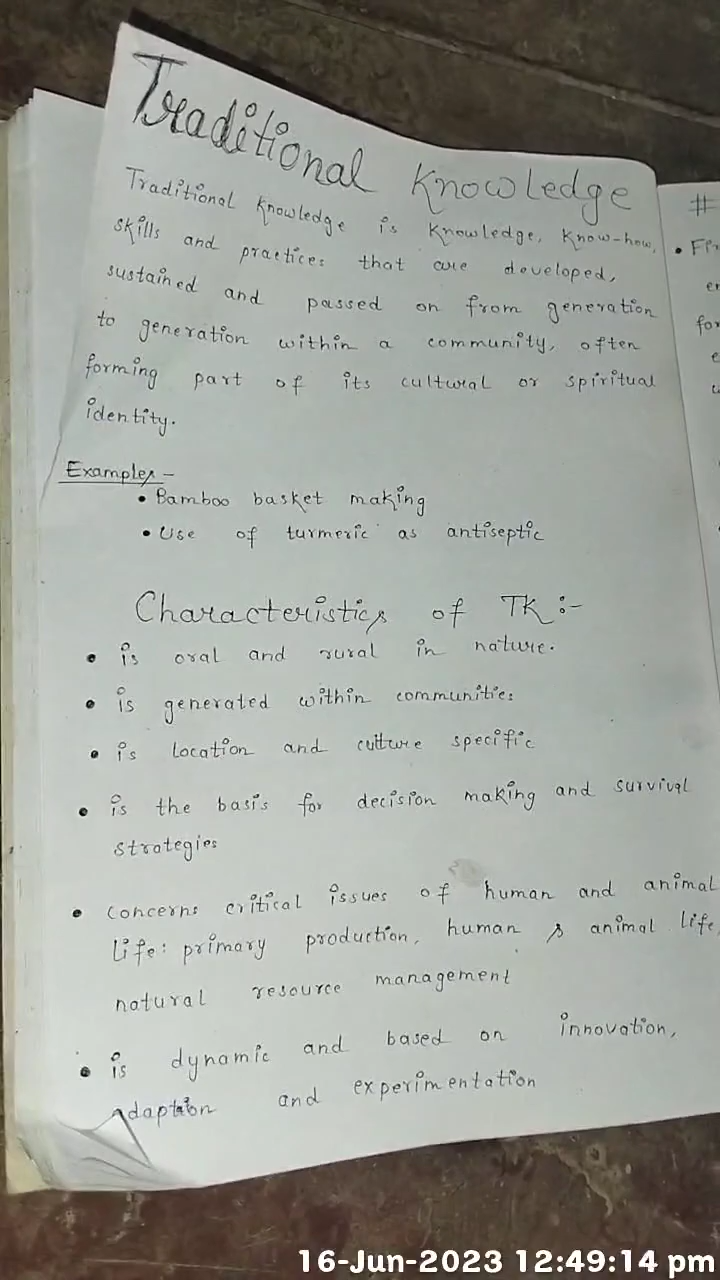 Traditional Knowledge
Traditional Knowledge is Knowledge, Know-how,
skills and practices that are developed,
sustained and passed on from generation
to generation within a community, often
forming part of its cultural or spiritual
identity.
Examples -
• Bamboo basket making
• Use of turmeric as antiseptic
Characteristics of TK :-
• is oral and rural in nature.
• is generated within communities
• is location and culture specific
• is the basis for decision making and survival
strategies
• concerns critical issues of human and animal
life: primary production, human & animal life,
natural resource management
• is dynamic and based on innovation,
Adaption and experimentation
#
16-Jun-2023 12:49:14 pm